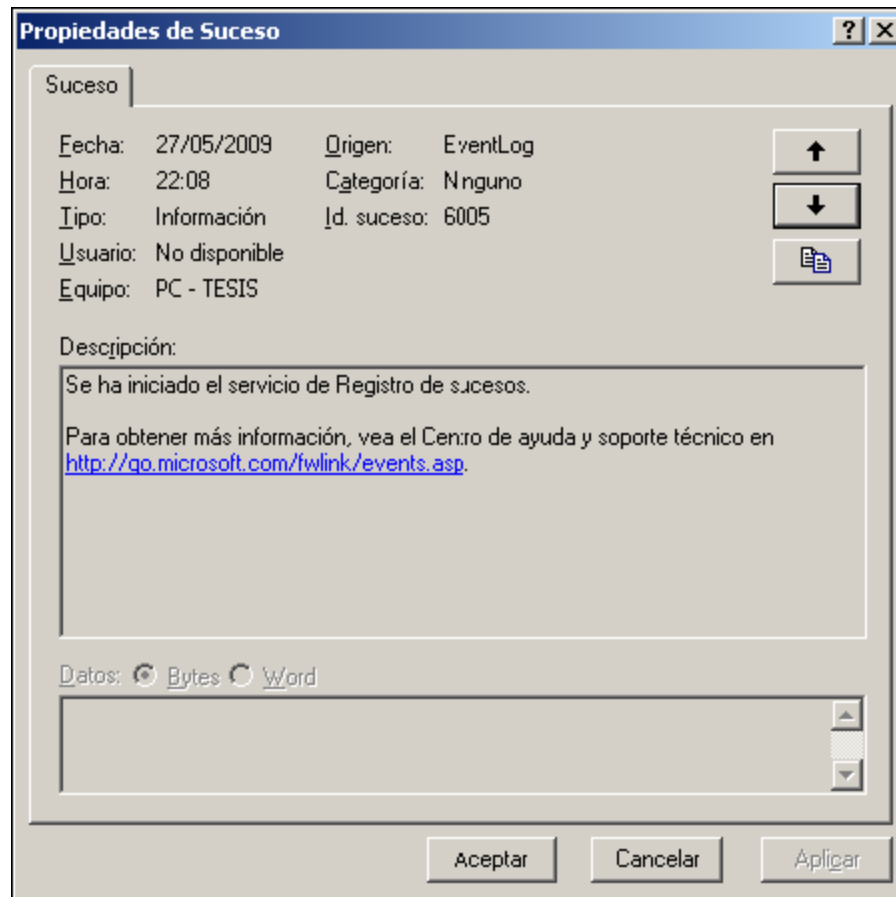 Propiedades de Suceso
Suceso
Fecha: 27/05/2009 Origen: EventLog
Hora: 22:08 Categoría: Ninguno
Tipo: Información Id. suceso: 6005
Usuario: No disponible
Equipo: PC - TESIS
Descripción:
Se ha iniciado el servicio de Registro de sucesos.
Para obtener más información, vea el Centro de ayuda y soporte técnico en
http://go.microsoft.com/fwlink/events.asp.
Datos: Bytes Word
Aceptar Cancelar Aplicar